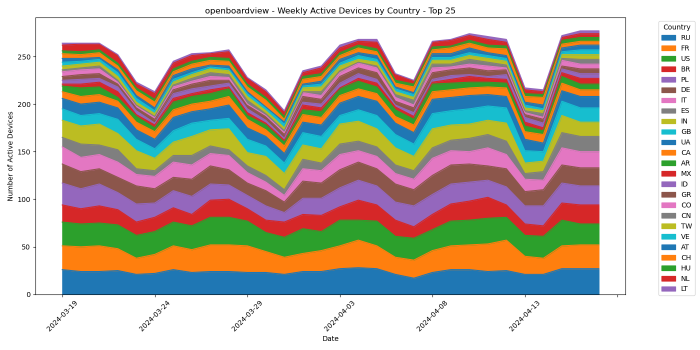 openboardview - Weekly Active Devices by Country - Top 25
Number of Active Devices
250
200
150
100
50
0
2024-03-19
2024-03-24
2024-03-29
2024-04-03
2024-04-08
2024-04-13
Date
Country
RU
FR
US
BR
PL
DE
IT
ES
IN
GB
UA
CA
AR
MX
ID
GR
CO
CN
TW
VE
AT
CH
HU
NL
LT